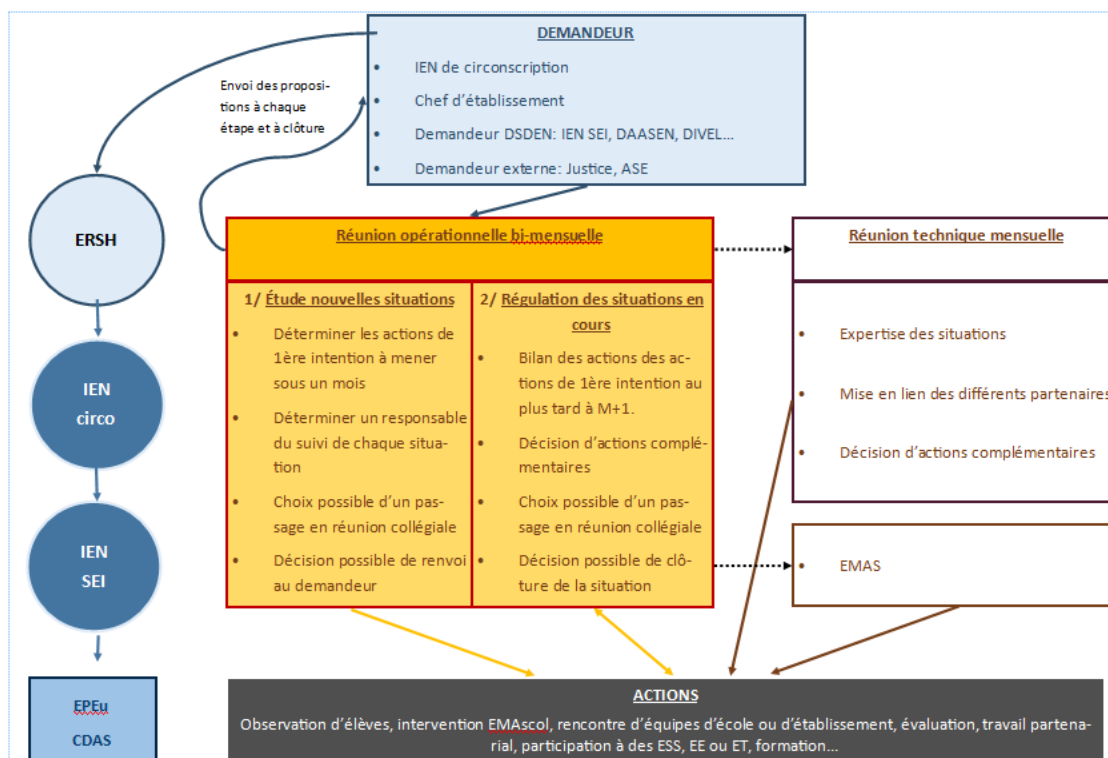 DEMANDEUR
• IEN de circonscription
• Chef d'établissement
• Demandeur DSDEN: IEN SEI, DAASEN, DIVEL...
• Demandeur externe: Justice, ASE
Envoi des proposi-
tions à chaque
étape et à clôture
ERSH
IEN
circo
IEN
SEI
EPEu
CDAS
Réunion opérationnelle bi-mensuelle
1/ Étude nouvelles situations
• Déterminer les actions de
1ère intention à mener
sous un mois
• Déterminer un responsable
du suivi de chaque situa-
tion
• Choix possible d'un pas-
sage en réunion collégiale
• Décision possible de renvoi
au demandeur
2/ Régulation des situations en
cours
• Bilan des actions des ac-
tions de 1ère intention au
plus tard à M+1.
• Décision d'actions complé-
mentaires
• Choix possible d'un pas-
sage en réunion collégiale
• Décision possible de clô-
ture de la situation
Réunion technique mensuelle
• Expertise des situations
• Mise en lien des différents partenaires
• Décision d'actions complémentaires
• EMAS
ACTIONS
Observation d'élèves, intervention EMAscol, rencontre d'équipes d'école ou d'établissement, évaluation, travail partena-
rial, participation à des ESS, EE ou ET, formation...